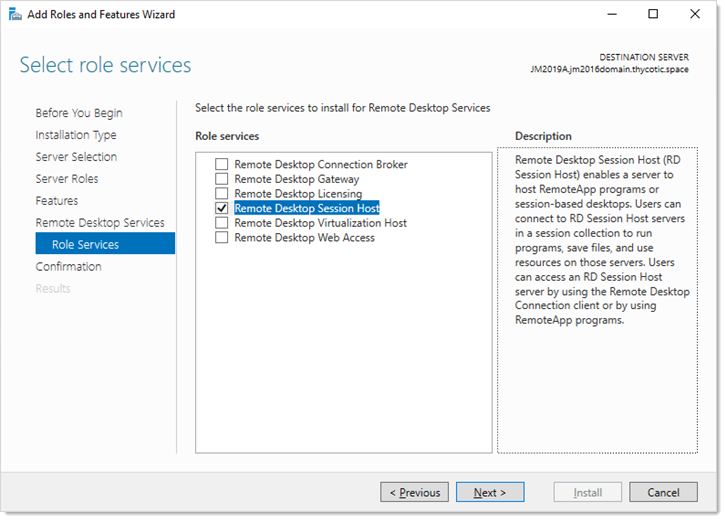 Add Roles and Features Wizard
Select role services
DESTINATION SERVER
JM2019A.jm2016domain.thycotic.space
Before You Begin
Installation Type
Server Selection
Server Roles
Features
Remote Desktop Services
Role Services
Confirmation
Results
Select the role services to install for Remote Desktop Services
Role services
Remote Desktop Connection Broker
Remote Desktop Gateway
Remote Desktop Licensing
Remote Desktop Session Host
Remote Desktop Virtualization Host
Remote Desktop Web Access
Description
Remote Desktop Session Host (RD
Session Host) enables a server to
host RemoteApp programs or
session-based desktops. Users can
connect to RD Session Host servers
in a session collection to run
programs, save files, and use
resources on those servers. Users
can access an RD Session Host
server by using the Remote Desktop
Connection client or by using
RemoteApp programs.
< Previous
Next >
Install
Cancel